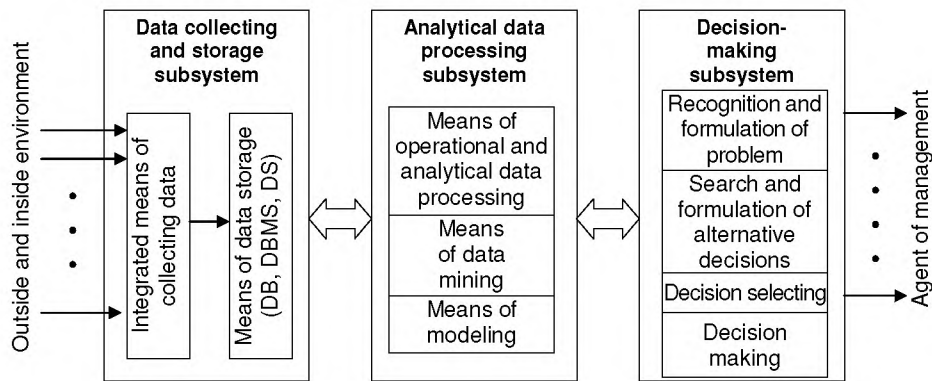 Outside and inside environment
Data collecting
and storage
subsystem
Integrated means of
collecting data
Means of data storage
(DB, DBMS, DS)
Analytical data
processing
subsystem
Means of
operational and
analytical data
processing
Means
of data
mining
Means of
modeling
Decision-
making
subsystem
Recognition and
formulation of
problem
Search and
formulation of
alternative
decisions
Decision selecting
Decision
making
Agent of management